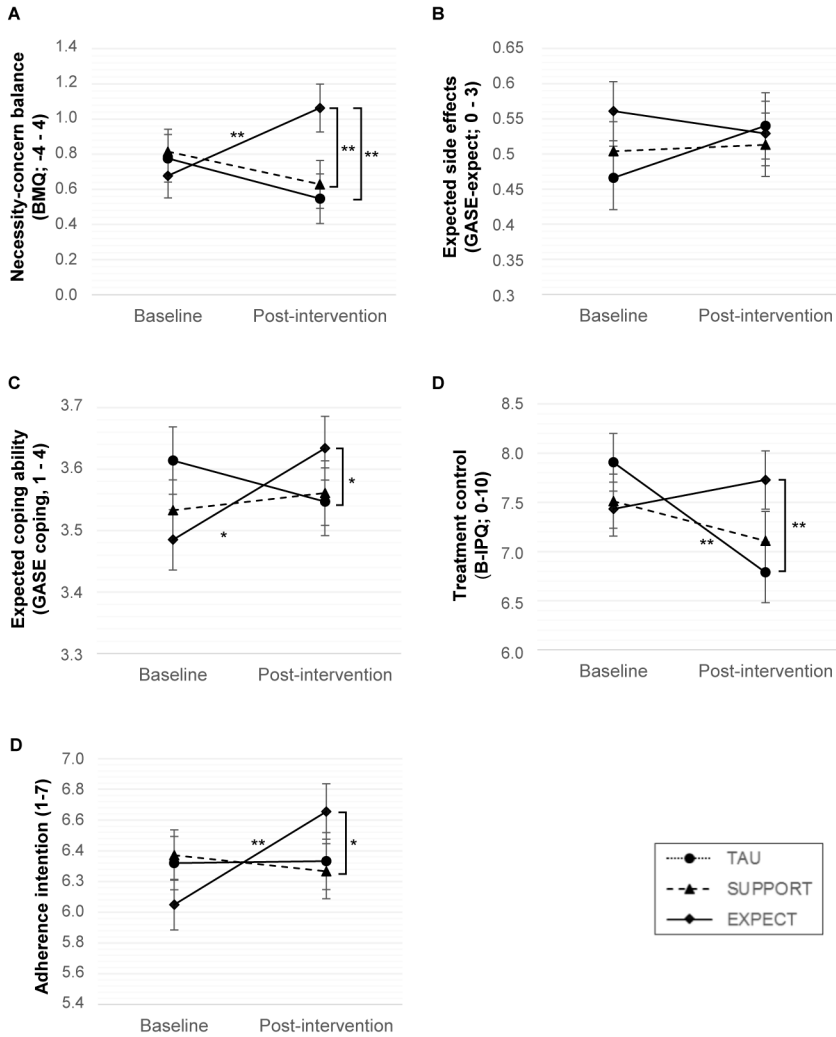 A
Necessity-concern balance
(BMQ; -4 - 4)
1.4
1.2
1.0
0.8
0.6
0.4
0.2
0.0
**
**
**
Baseline
Post-intervention
B
Expected side effects
(GASE-expect; 0 - 3)
0.65
0.6
0.55
0.5
0.45
0.4
0.35
0.3
Baseline
Post-intervention
C
Expected coping ability
(GASE coping, 1 - 4)
3.7
3.6
3.5
3.4
3.3
*
*
Baseline
Post-intervention
D
Treatment control
(B-IPQ; 0-10)
8.5
8.0
7.5
7.0
6.5
6.0
**
**
Baseline
Post-intervention
D
Adherence intention (1-7)
7.0
6.8
6.6
6.4
6.3
6.0
5.8
5.6
5.4
**
*
Baseline
Post-intervention
TAU
SUPPORT
EXPECT